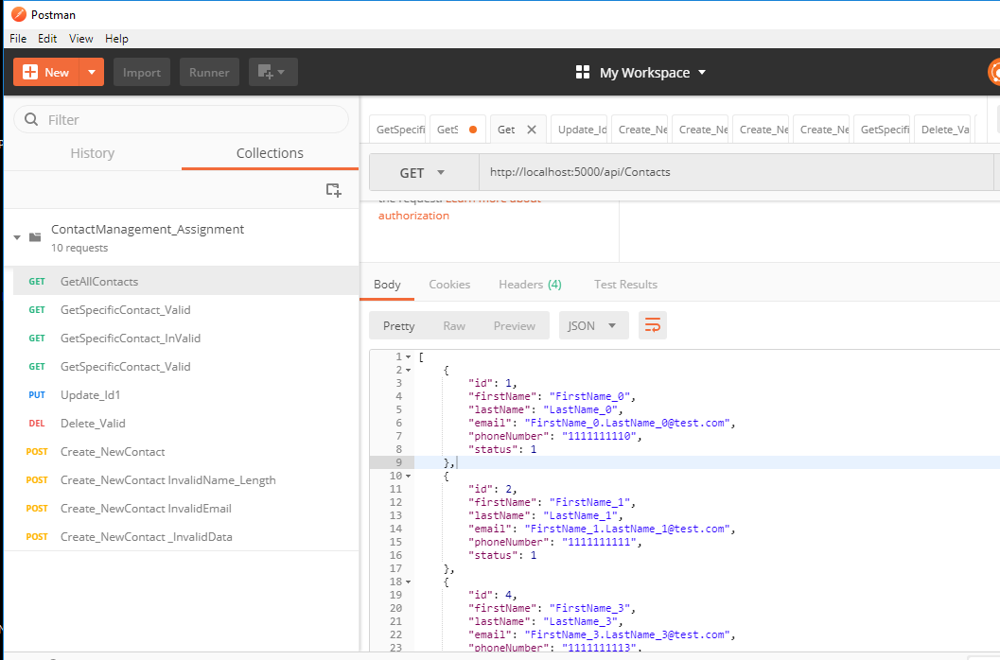 Postman
File Edit View Help
New Import Runner My Workspace
Filter
History Collections
ContactManagement_Assignment
10 requests
GET GetAllContacts
GET GetSpecificContact_Valid
GET GetSpecificContact_InValid
GET GetSpecificContact_Valid
PUT Update_Id1
DEL Delete_Valid
POST Create_NewContact
POST Create_NewContact InvalidName_Length
POST Create_NewContact InvalidEmail
POST Create_NewContact _InvalidData
GetSpecifi GetS Get Update_Id Create_Ne Create_Ne Create_Ne Create_Ne GetSpecifi Delete_Va
GET http://localhost:5000/api/Contacts
the request. Learn more about
authorization
Body Cookies Headers (4) Test Results
Pretty Raw Preview JSON
1 [
2 {
3 "id": 1,
4 "firstName": "FirstName_0",
5 "lastName": "LastName_0",
6 "email": "FirstName_0.LastName_0@test.com",
7 "phoneNumber": "1111111110",
8 "status": 1
9 },
10 {
11 "id": 2,
12 "firstName": "FirstName_1",
13 "lastName": "LastName_1",
14 "email": "FirstName_1.LastName_1@test.com",
15 "phoneNumber": "1111111111",
16 "status": 1
17 },
18 {
19 "id": 4,
20 "firstName": "FirstName_3",
21 "lastName": "LastName_3",
22 "email": "FirstName_3.LastName_3@test.com",
23 "phoneNumber": "1111111113",